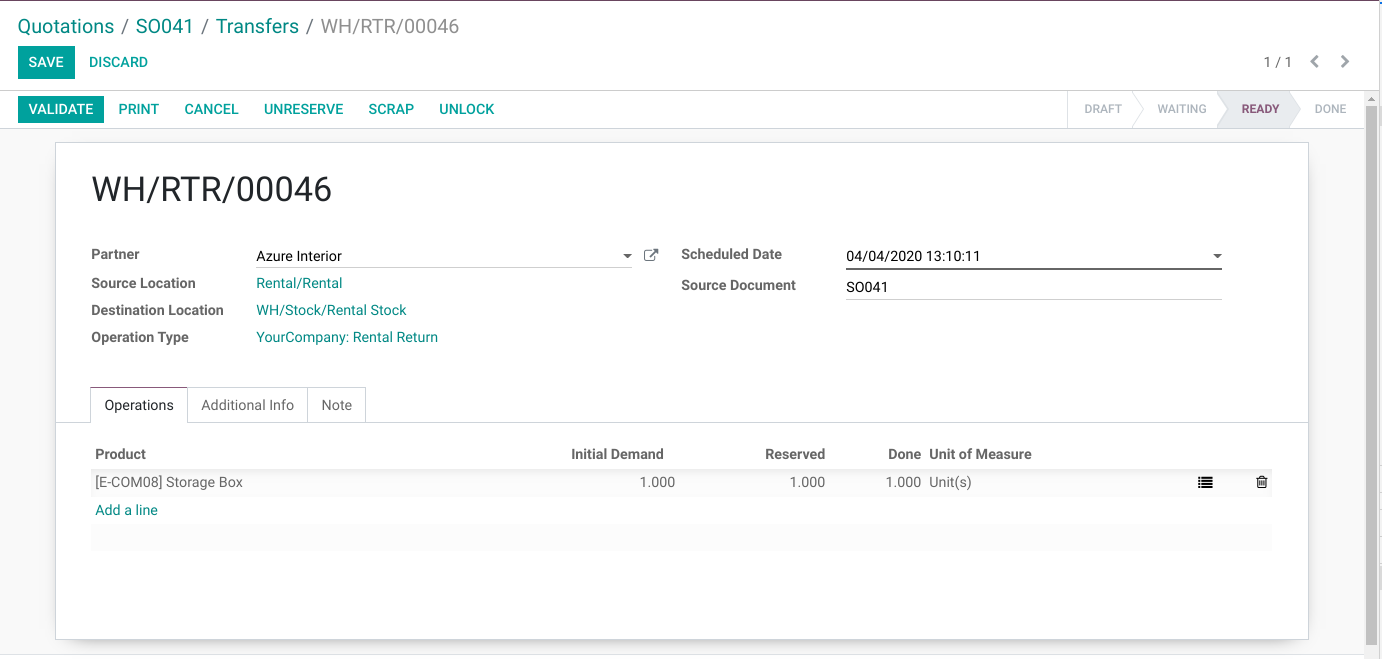 Quotations / SO041 / Transfers / WH/RTR/00046
SAVE DISCARD 1 / 1
VALIDATE PRINT CANCEL UNRESERVE SCRAP UNLOCK DRAFT WAITING READY DONE
WH/RTR/00046
Partner Azure Interior Scheduled Date 04/04/2020 13:10:11
Source Location Rental/Rental Source Document SO041
Destination Location WH/Stock/Rental Stock
Operation Type YourCompany: Rental Return
Operations Additional Info Note
Product Initial Demand Reserved Done Unit of Measure
[E-COM08] Storage Box 1.000 1.000 1.000 Unit(s)
Add a line